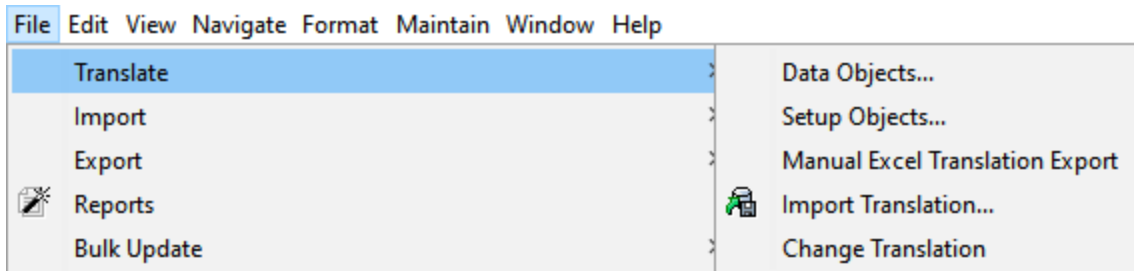 File Edit View Navigate Format Maintain Window Help
Translate
Import
Export
Reports
Bulk Update
Data Objects...
Setup Objects...
Manual Excel Translation Export
Import Translation...
Change Translation